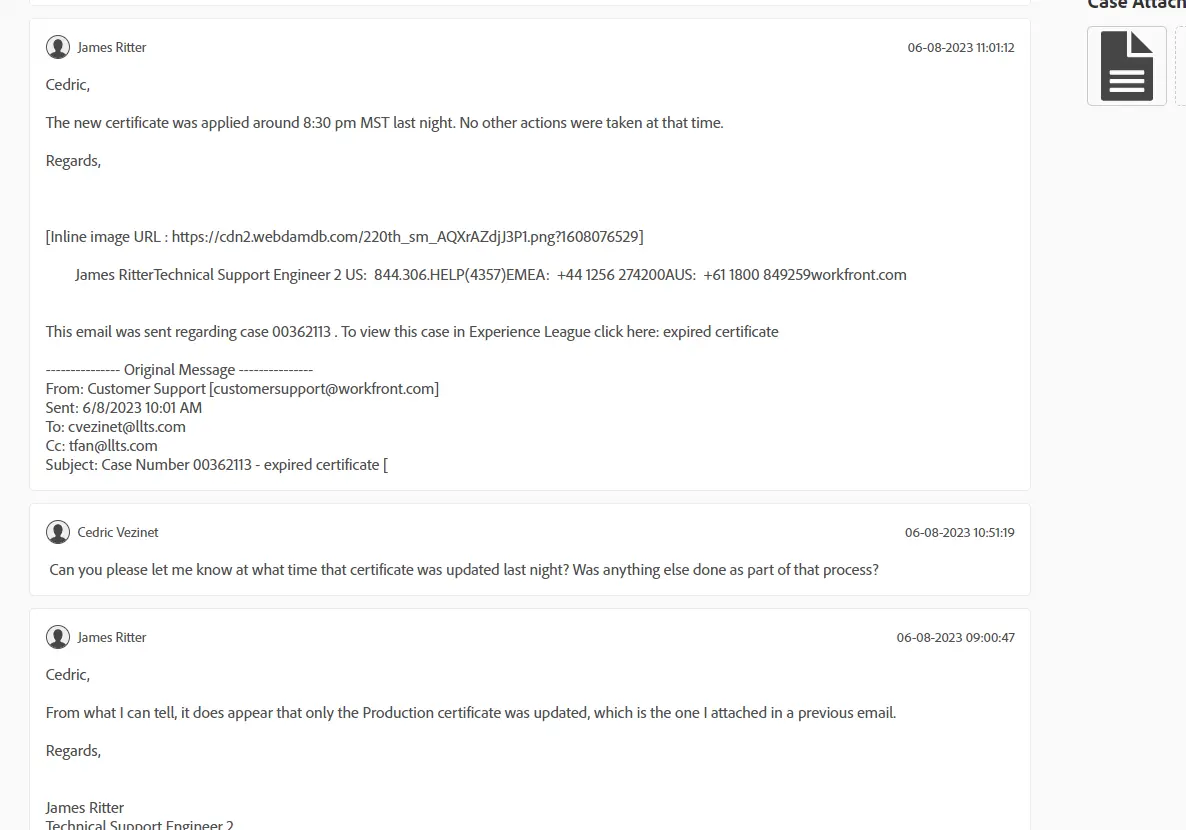 Case Attach
James Ritter
06-08-2023 11:01:12
Cedric,
The new certificate was applied around 8:30 pm MST last night. No other actions were taken at that time.
Regards,
[Inline image URL : https://cdn2.webdamdb.com/220th_sm_AQXrAZdjJ3P1.png?1608076529]
James RitterTechnical Support Engineer 2 US:  844.306.HELP(4357)EMEA:  +44 1256 274200AUS:  +61 1800 849259workfront.com
This email was sent regarding case 00362113 . To view this case in Experience League click here: expired certificate
--------------- Original Message ---------------
From: Customer Support [customersupport@workfront.com]
Sent: 6/8/2023 10:01 AM
To: cvezinet@llts.com
Cc: tfan@llts.com
Subject: Case Number 00362113 - expired certificate [
Cedric Vezinet
06-08-2023 10:51:19
Can you please let me know at what time that certificate was updated last night? Was anything else done as part of that process?
James Ritter
06-08-2023 09:00:47
Cedric,
From what I can tell, it does appear that only the Production certificate was updated, which is the one I attached in a previous email.
Regards,
James Ritter
Technical Support Engineer 2